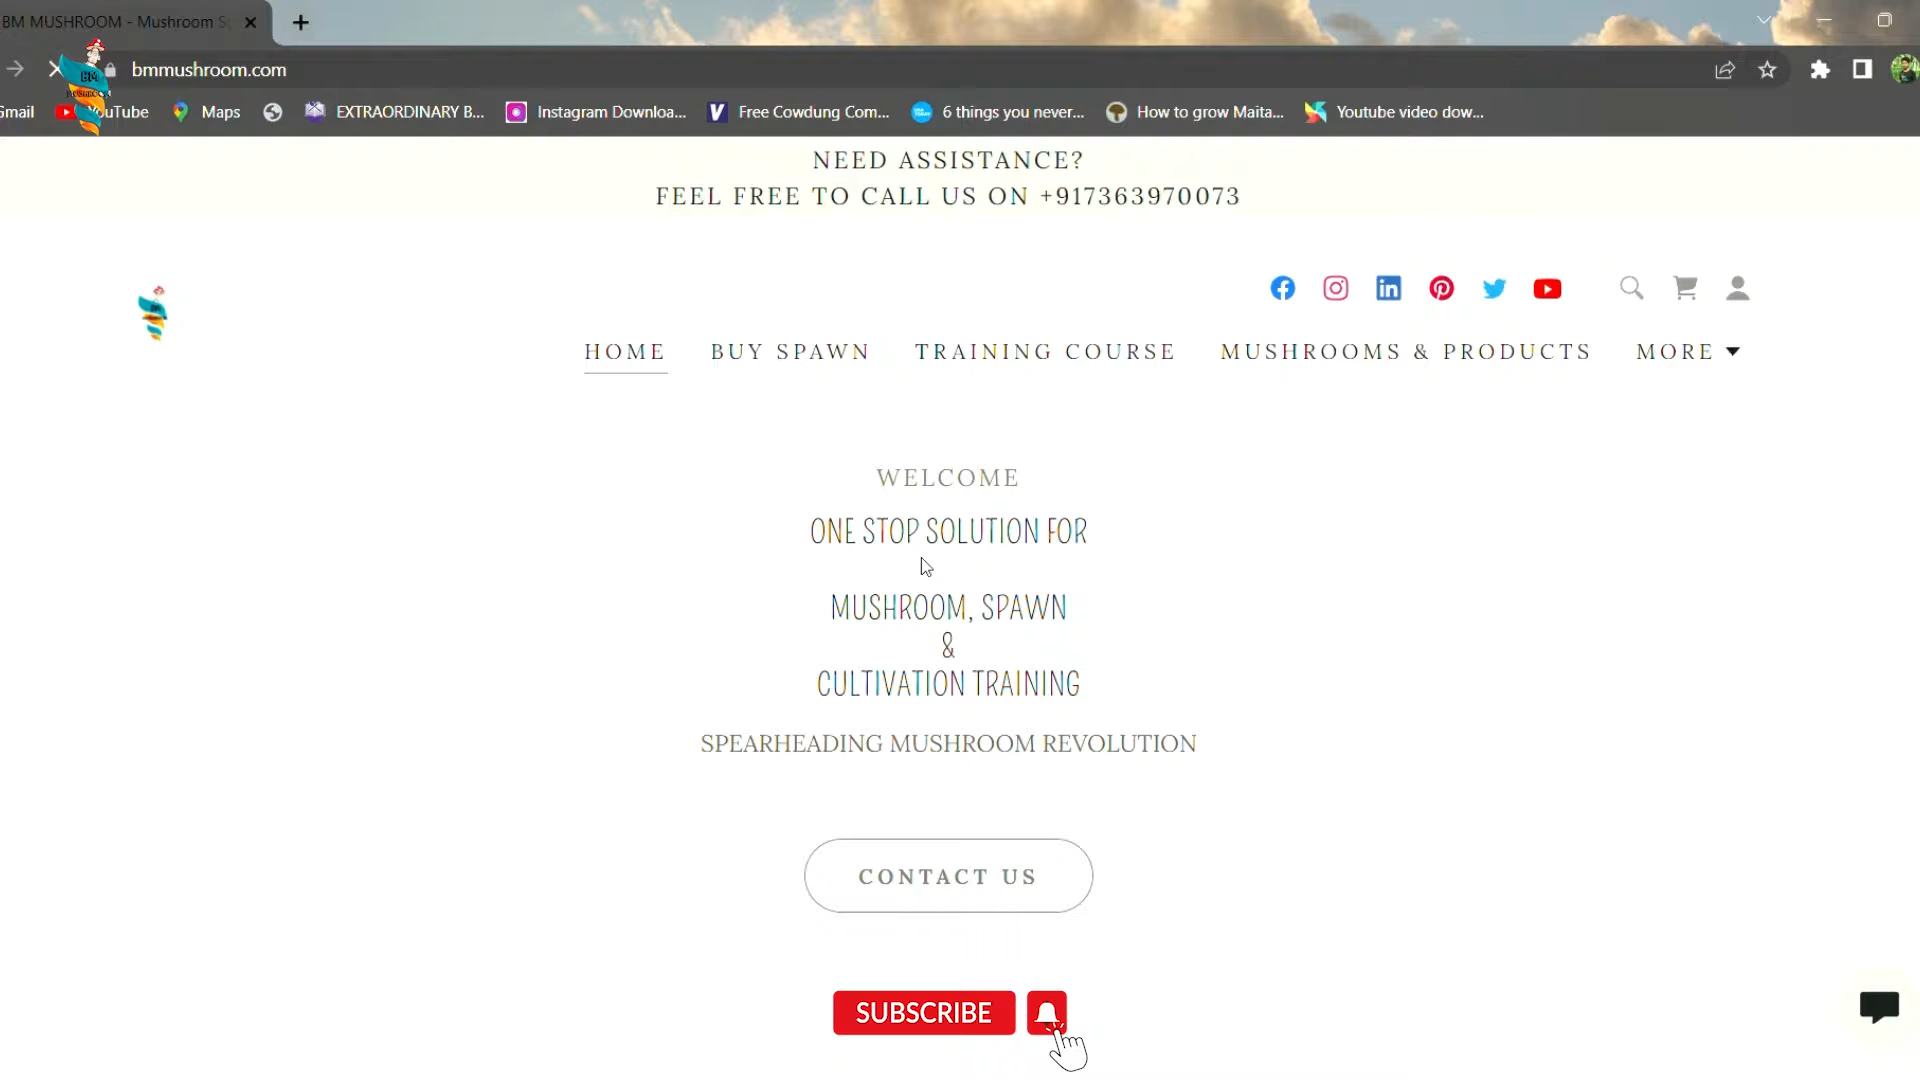 BM MUSHROOM - Mushroom S
bmmushroom.com
Gmail
YouTube
Maps
EXTRAORDINARY B...
Instagram Downloa...
Free Cowdung Com...
6 things you never...
How to grow Maita...
Youtube video dow...
NEED ASSISTANCE?
FEEL FREE TO CALL US ON +917363970073
HOME
BUY SPAWN
TRAINING COURSE
MUSHROOMS & PRODUCTS
MORE
WELCOME
ONE STOP SOLUTION FOR
MUSHROOM, SPAWN
&
CULTIVATION TRAINING
SPEARHEADING MUSHROOM REVOLUTION
CONTACT US
SUBSCRIBE
BM